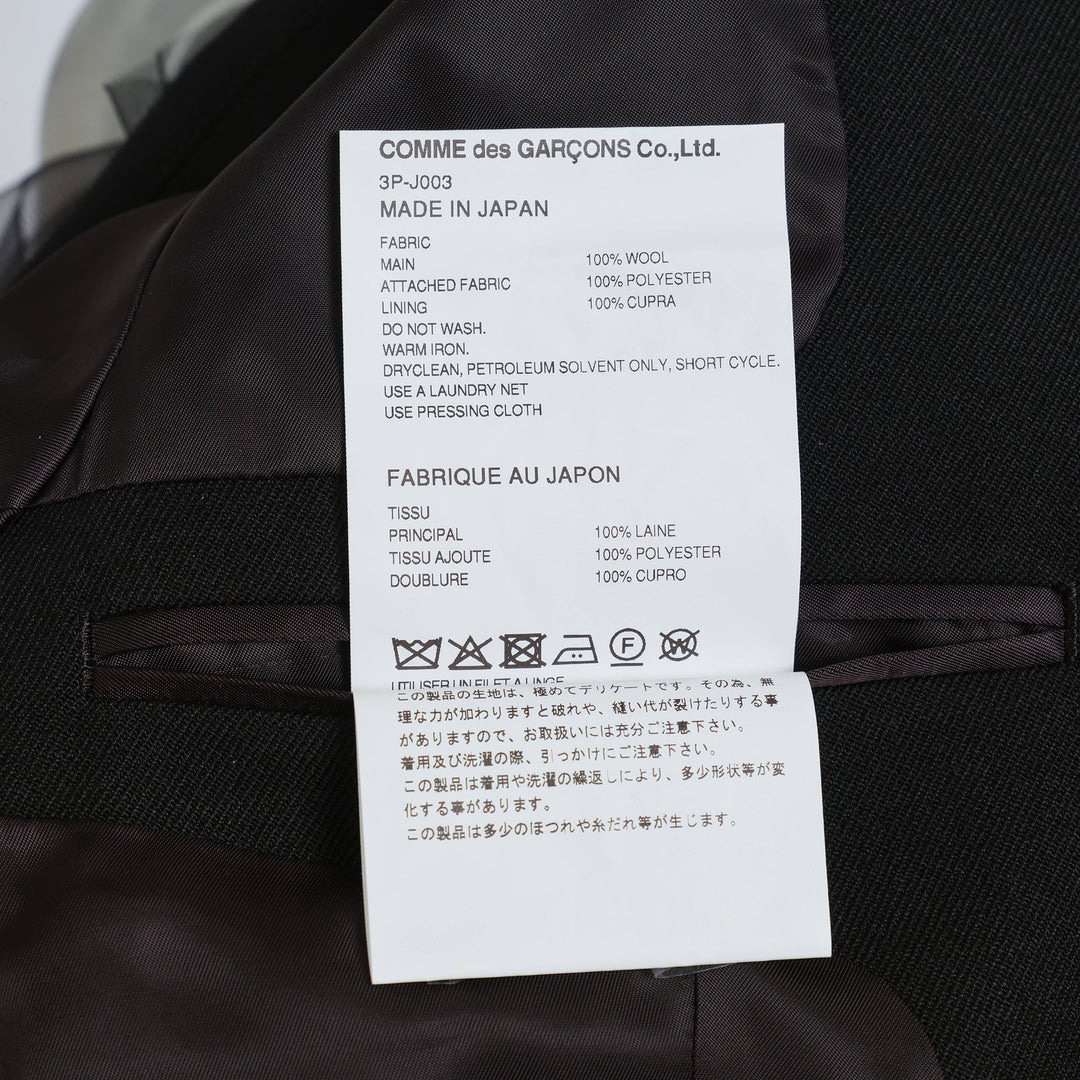 COMME des GARÇONS Co.,Ltd.
3P-J003
MADE IN JAPAN
FABRIC
MAIN 100% WOOL
ATTACHED FABRIC 100% POLYESTER
LINING 100% CUPRA
DO NOT WASH.
WARM IRON.
DRYCLEAN, PETROLEUM SOLVENT ONLY, SHORT CYCLE.
USE A LAUNDRY NET
USE PRESSING CLOTH
FABRIQUE AU JAPON
TISSU
PRINCIPAL 100% LAINE
TISSU AJOUTE 100% POLYESTER
DOUBLURE 100% CUPRO
F W
UTILISER UN FILET A LINGE
この製品の生地は、極めてデリケートです。その為、無
理な力が加わりますと破れや、縫い代が裂けたりする事
がありますので、お取扱いには充分ご注意下さい。
着用及び洗濯の際、引っかけにご注意下さい。
この製品は着用や洗濯の繰返しにより、多少形状等が変
化する事があります。
この製品は多少のほつれや糸だれ等が生じます。